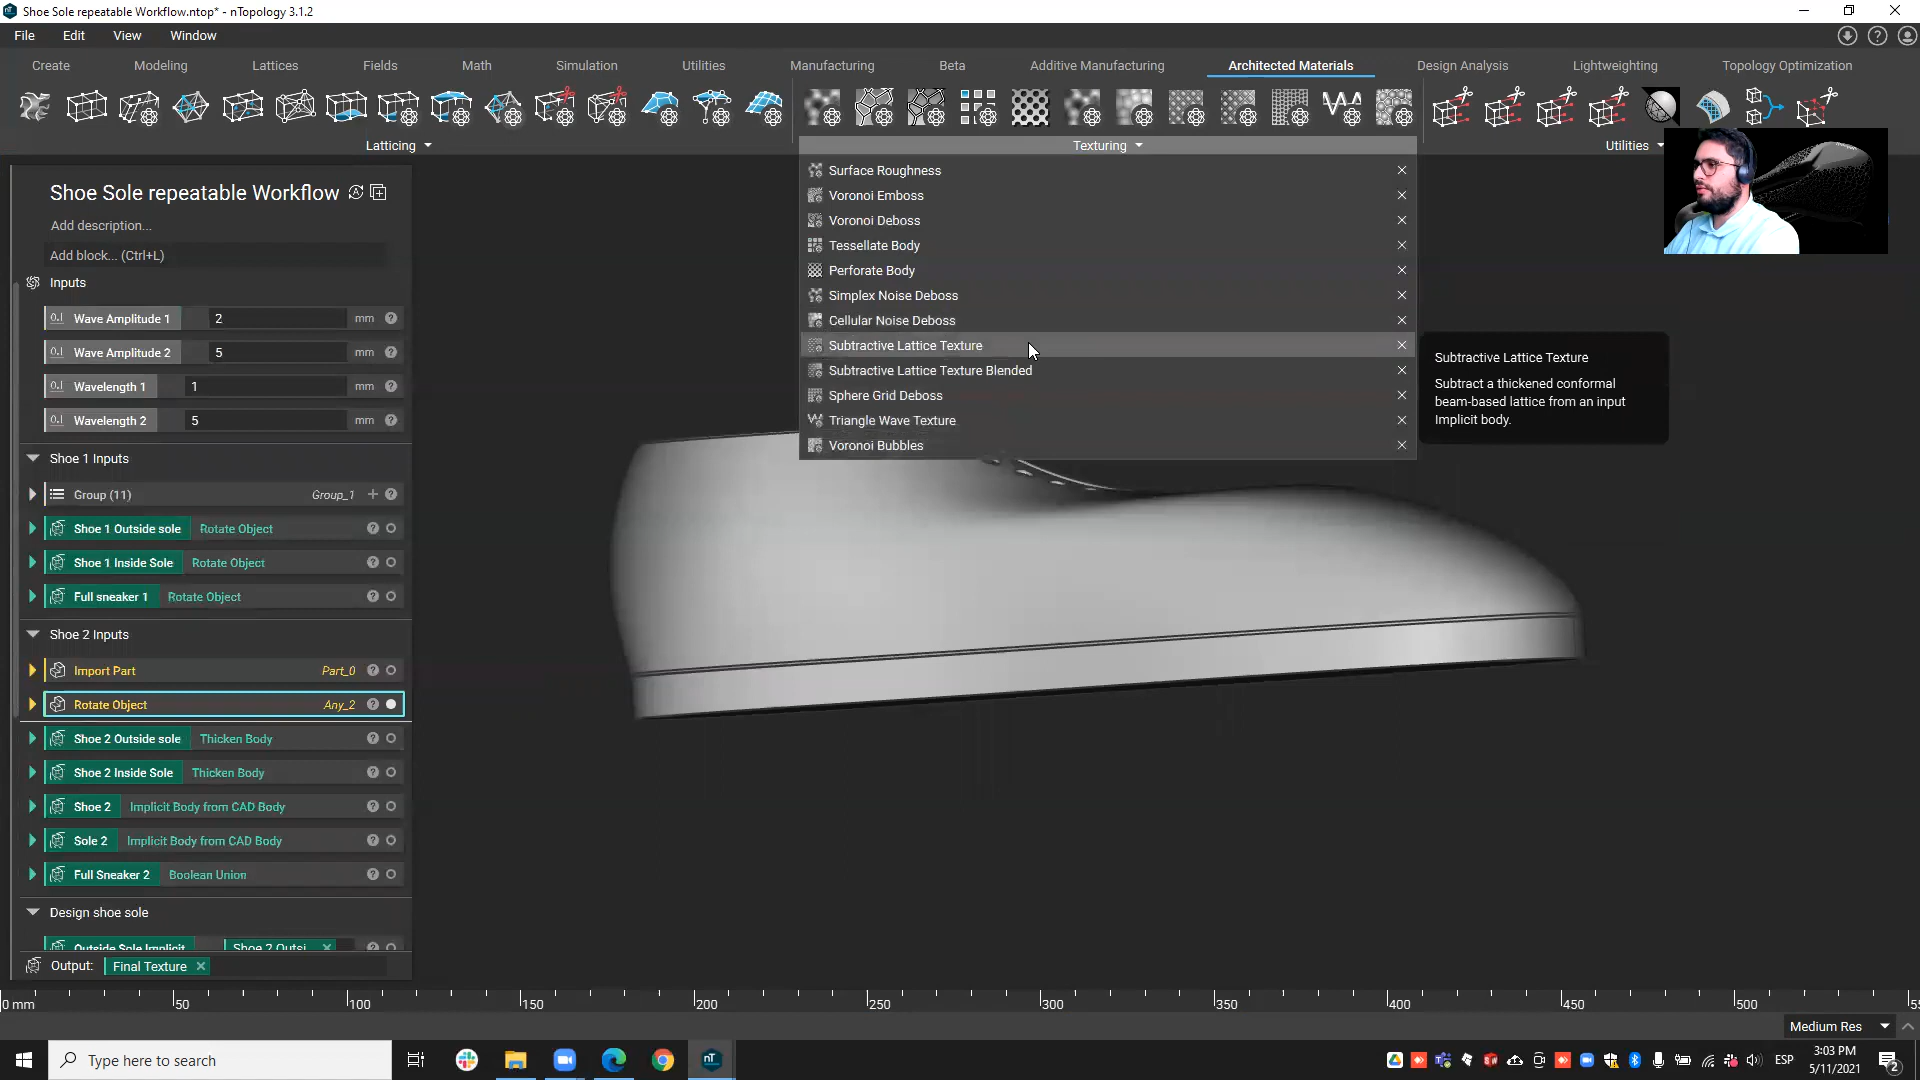 Shoe Sole repeatable Workflow.ntop* - nTopology 3.1.2
File Edit View Window
Create Modeling Lattices Fields Math Simulation Utilities Manufacturing Beta Additive Manufacturing Architected Materials Design Analysis Lightweighting Topology Optimization
Latticing Texturing Utilities
Surface Roughness
Voronoi Emboss
Voronoi Deboss
Tessellate Body
Perforate Body
Simplex Noise Deboss
Cellular Noise Deboss
Subtractive Lattice Texture
Subtractive Lattice Texture Blended
Sphere Grid Deboss
Triangle Wave Texture
Voronoi Bubbles
Subtractive Lattice Texture
Subtract a thickened conformal
beam-based lattice from an input
Implicit body.
Shoe Sole repeatable Workflow
Add description...
Add block... (Ctrl+L)
Inputs
Wave Amplitude 1 2 mm
Wave Amplitude 2 5 mm
Wavelength 1 1 mm
Wavelength 2 5 mm
Shoe 1 Inputs
Group (11) Group_1
Shoe 1 Outside sole Rotate Object
Shoe 1 Inside Sole Rotate Object
Full sneaker 1 Rotate Object
Shoe 2 Inputs
Import Part Part_0
Rotate Object Any_2
Shoe 2 Outside sole Thicken Body
Shoe 2 Inside Sole Thicken Body
Shoe 2 Implicit Body from CAD Body
Sole 2 Implicit Body from CAD Body
Full Sneaker 2 Boolean Union
Design shoe sole
Outside Sole Implicit Shoe 2 Outsi
Output: Final Texture
0 mm 50 100 150 200 250 300 350 400 450 500 55
Medium Res
Type here to search
ESP
3:03 PM
5/11/2021
2